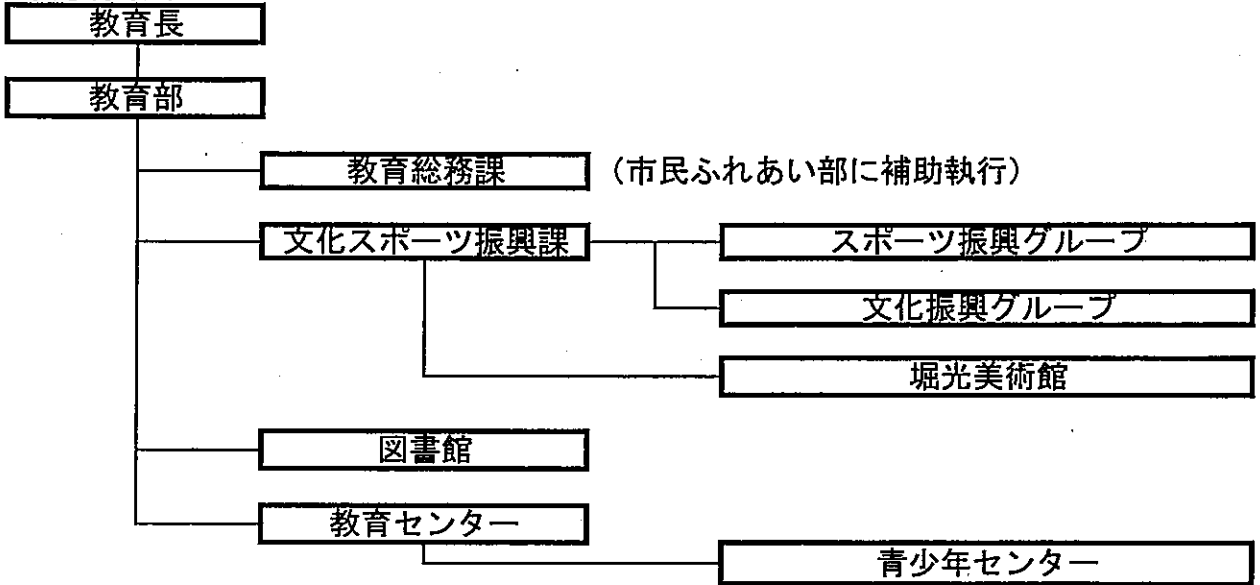 教育長
教育部
教育総務課 （市民ふれあい部に補助執行）
文化スポーツ振興課 スポーツ振興グループ
文化振興グループ
堀光美術館
図書館
教育センター
青少年センター